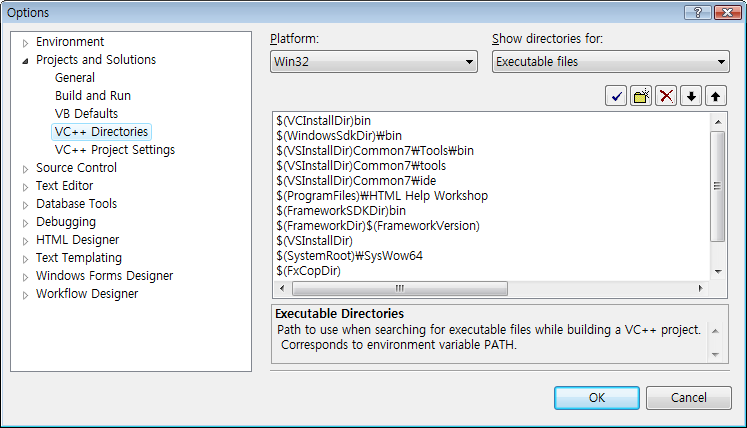 Options
Environment
Projects and Solutions
General
Build and Run
VB Defaults
VC++ Directories
VC++ Project Settings
Source Control
Text Editor
Database Tools
Debugging
HTML Designer
Text Templating
Windows Forms Designer
Workflow Designer
Platform:
Win32
Show directories for:
Executable files
$(VCInstallDir)bin
$(WindowsSdkDir)₩bin
$(VSInstallDir)Common7₩Tools₩bin
$(VSInstallDir)Common7₩tools
$(VSInstallDir)Common7₩ide
$(ProgramFiles)₩HTML Help Workshop
$(FrameworkSDKDir)bin
$(FrameworkDir)$(FrameworkVersion)
$(VSInstallDir)
$(SystemRoot)₩SysWow64
$(FxCopDir)
Executable Directories
Path to use when searching for executable files while building a VC++ project.
Corresponds to environment variable PATH.
OK
Cancel